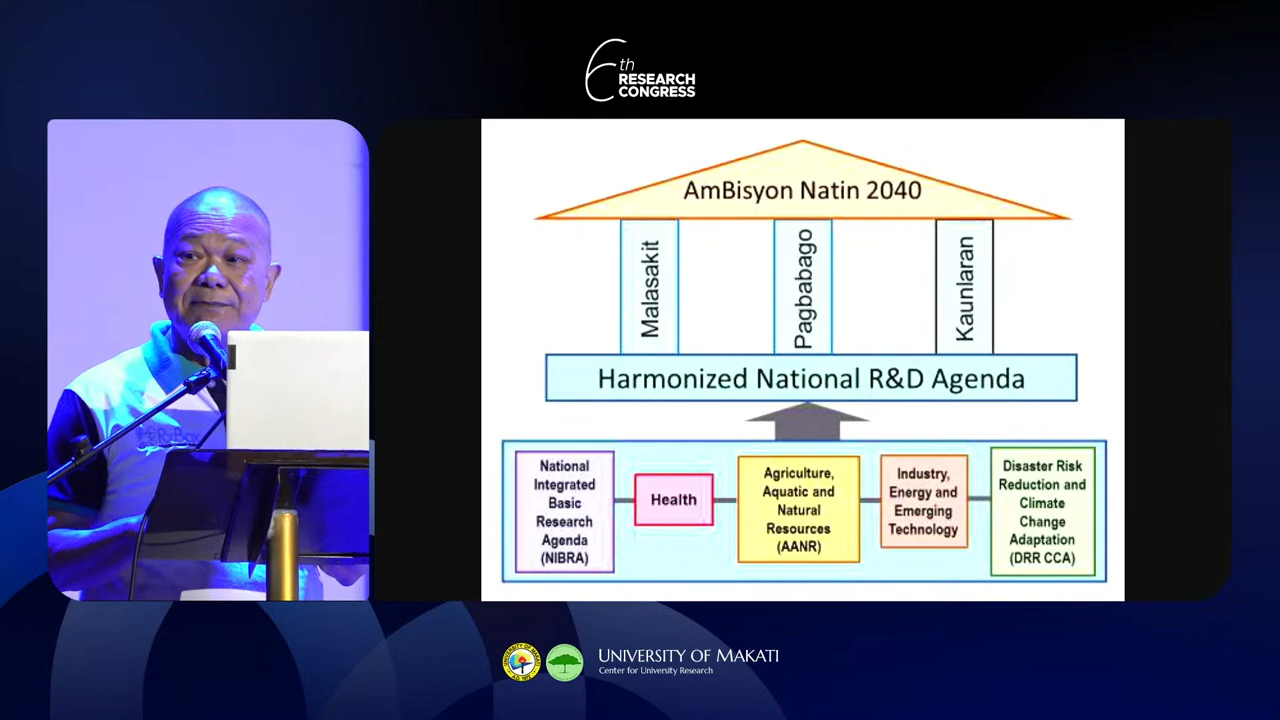 6th
RESEARCH
CONGRESS
AmBisyon Natin 2040
Malasakit
Pagbabago
Kaunlaran
Harmonized National R&D Agenda
National
Integrated
Basic
Research
Agenda
(NIBRA)
Health
Agriculture,
Aquatic and
Natural
Resources
(AANR)
Industry,
Energy and
Emerging
Technology
Disaster Risk
Reduction and
Climate
Change
Adaptation
(DRR CCA)
UNIVERSITY OF MAKATI
Center for University Research